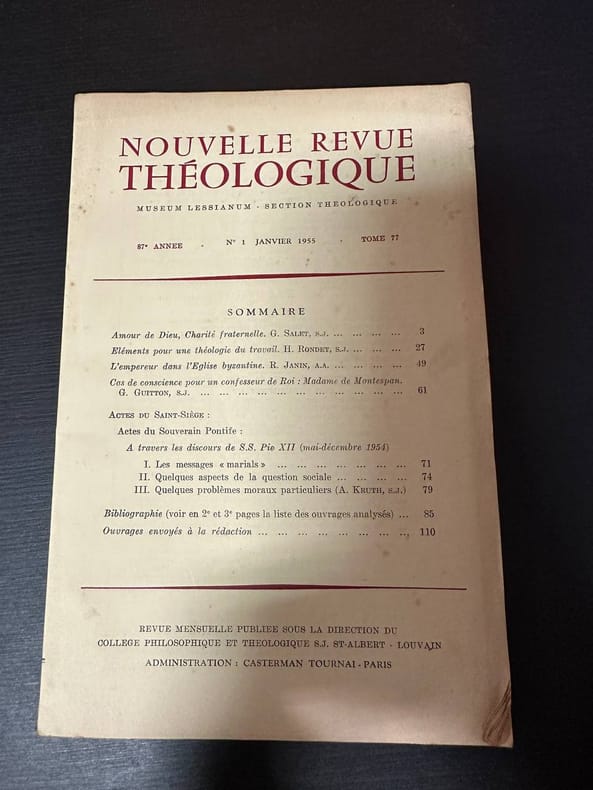 NOUVELLE REVUE
THÉOLOGIQUE
MUSEUM LESSIANUM - SECTION THEOLOGIQUE
87e ANNEE - N° 1 JANVIER 1955 - TOME 77
SOMMAIRE
Amour de Dieu, Charité fraternelle. G. SALET, S.J. ... ... ... ... 3
Eléments pour une théologie du travail. H. RONDET, S.J. ... ... ... 27
L'empereur dans l'Eglise byzantine. R. JANIN, A.A. ... ... ... ... 49
Cas de conscience pour un confesseur de Roi : Madame de Montespan.
G. GUITTON, S.J. ... ... ... ... ... ... ... ... ... ... ... 61
ACTES DU SAINT-SIÈGE :
Actes du Souverain Pontife :
A travers les discours de S.S. Pie XII (mai-décembre 1954)
I. Les messages « marials » ... ... ... ... ... ... ... 71
II. Quelques aspects de la question sociale ... ... ... ... 74
III. Quelques problèmes moraux particuliers (A. KRUTH, S.J.) 79
Bibliographie (voir en 2e et 3e pages la liste des ouvrages analysés) ... 85
Ouvrages envoyés à la rédaction ... ... ... ... ... ... ... ... 110
REVUE MENSUELLE PUBLIEE SOUS LA DIRECTION DU
COLLEGE PHILOSOPHIQUE ET THEOLOGIQUE S.J. ST-ALBERT - LOUVAIN
ADMINISTRATION : CASTERMAN TOURNAI - PARIS